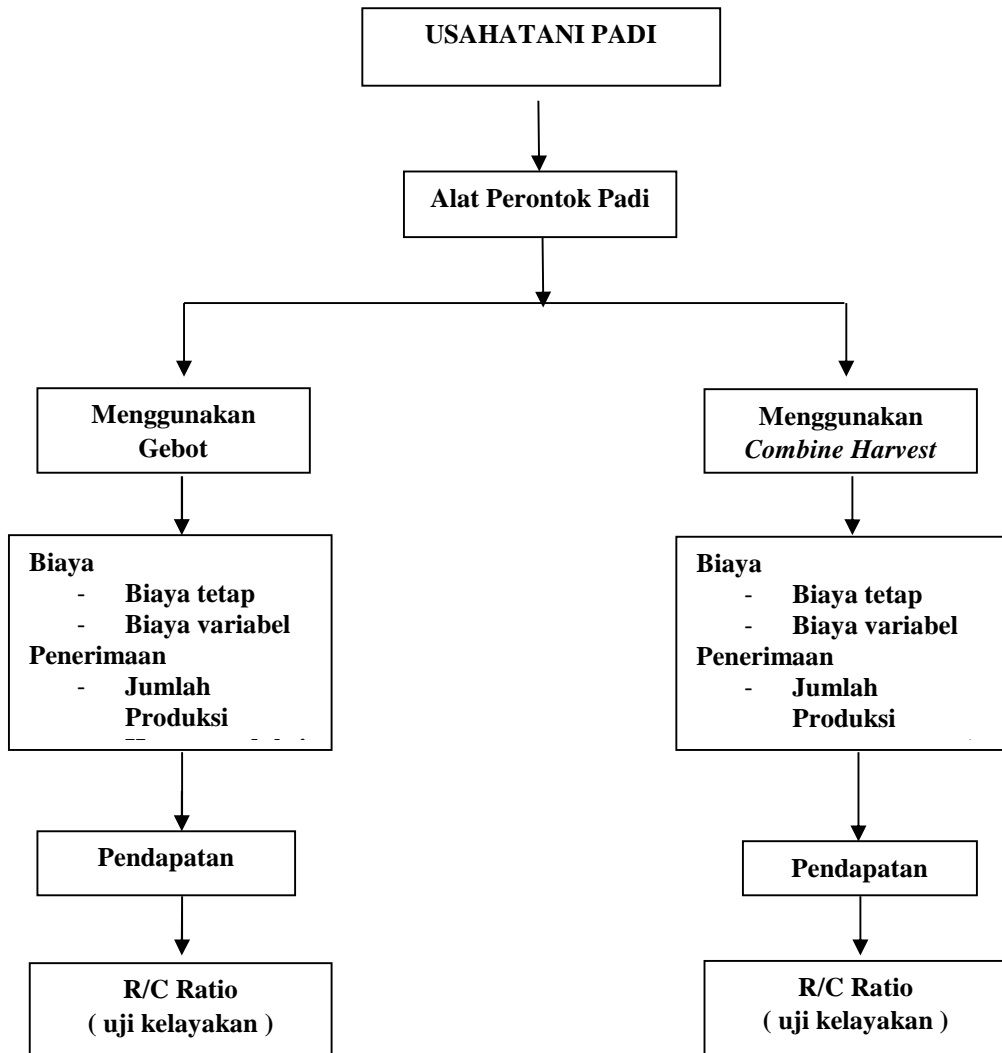 USAHATANI PADI
Alat Perontok Padi
Menggunakan
Gebot
Menggunakan
Combine Harvest
Biaya
- Biaya tetap
- Biaya variabel
Penerimaan
- Jumlah
Produksi
Biaya
- Biaya tetap
- Biaya variabel
Penerimaan
- Jumlah
Produksi
Pendapatan
Pendapatan
R/C Ratio
( uji kelayakan )
R/C Ratio
( uji kelayakan )